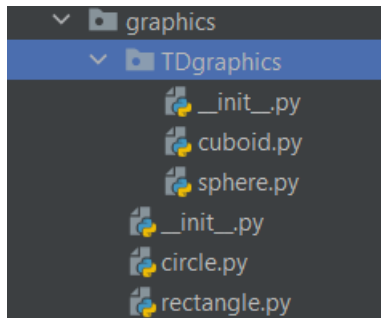 graphics
TDgraphics
__init__.py
cuboid.py
sphere.py
__init__.py
circle.py
rectangle.py